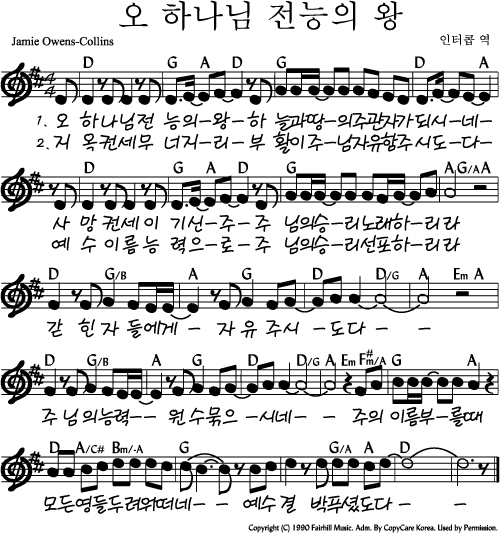 오 하나님 전능의 왕
Jamie Owens-Collins 인터콥 역
D G A D G A D
1. 오 하나님전 능의-왕-하 늘과땅-의주관자가되시-네-
2. 저 옥권세무 너지-리-부 활이주-님자유함주시도-다-
D G A D G A G/A A
사 망권세이 기신-주-주 님의승-리노래하-리라
예 수이름능 력으-로-주 님의승-리선포하-리라
D G/B A G D D/G A Em A
갇 힌자 들에게- -자유주시 -도다- -
D G/B A G D D/G A Em F#m/A G A
주 님의능력-- 원수묶으 -시네- - 주의 이름부-를때
D A/C# Bm/-A G G/A A D
모든영들두려워떠네- -예수결 박푸셨도다- -
Copyright (C) 1990 Fairhill Music. Adm. By CopyCare Korea. Used by Permission.